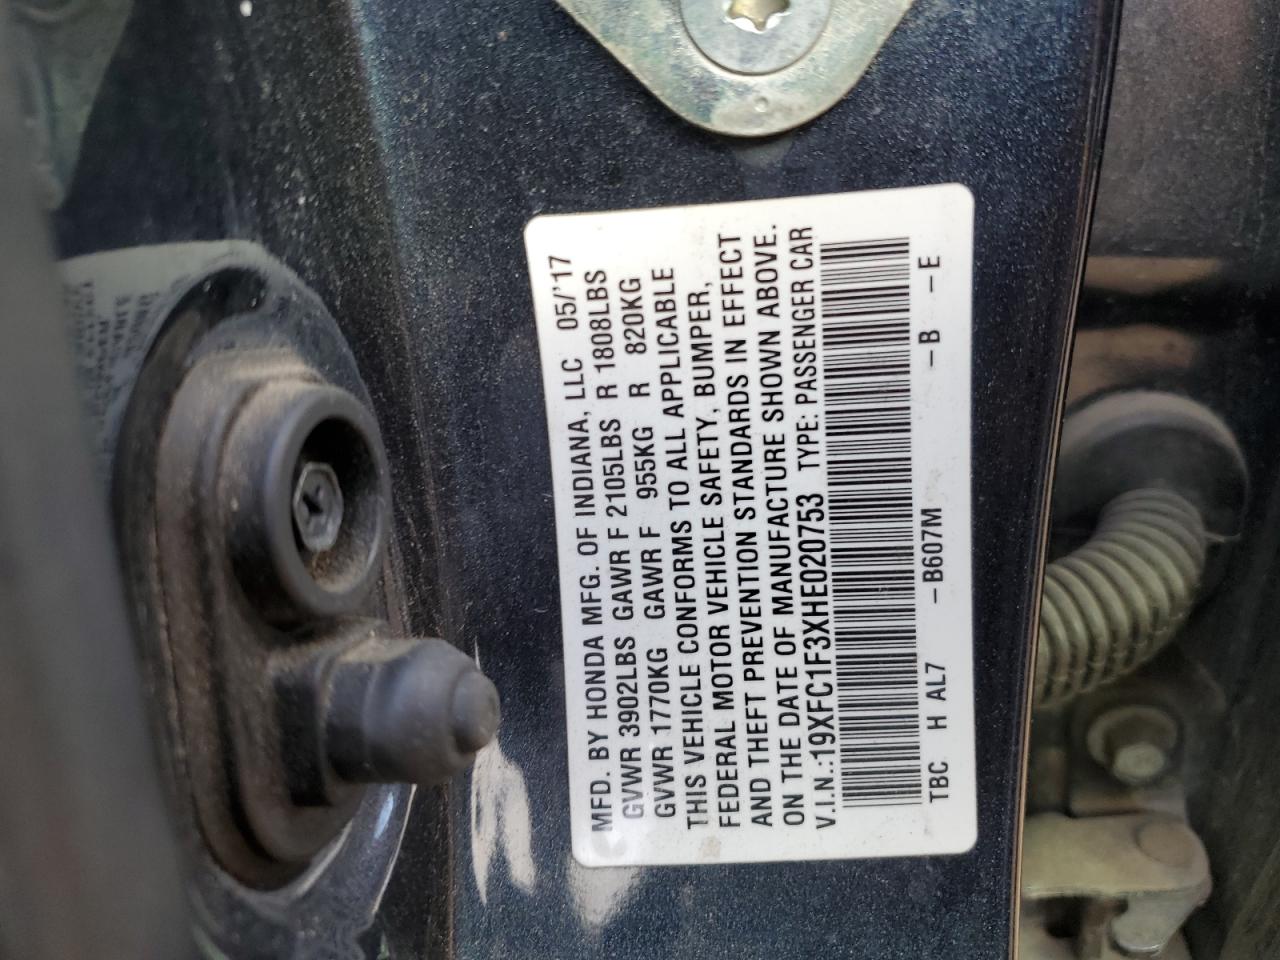 MFD. BY HONDA MFG. OF INDIANA, LLC 05/'17
GVWR 3902LBS GAWR F 2105LBS R 1808LBS
GVWR 1770KG GAWR F 955KG R 820KG
THIS VEHICLE CONFORMS TO ALL APPLICABLE
FEDERAL MOTOR VEHICLE SAFETY, BUMPER,
AND THEFT PREVENTION STANDARDS IN EFFECT
ON THE DATE OF MANUFACTURE SHOWN ABOVE.
V.I.N.:19XFC1F3XHE020753 TYPE: PASSENGER CAR
TBC H AL7 –B607M –B –E